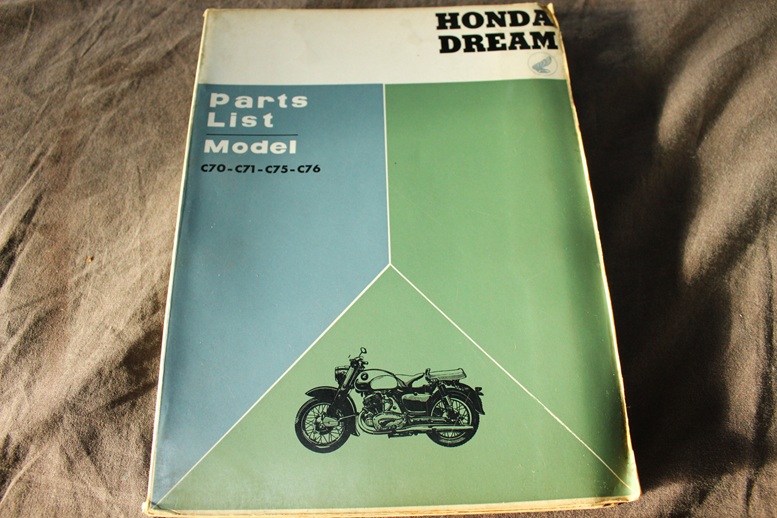 HONDA
DREAM
Parts
List
Model
C70-C71-C75-C76